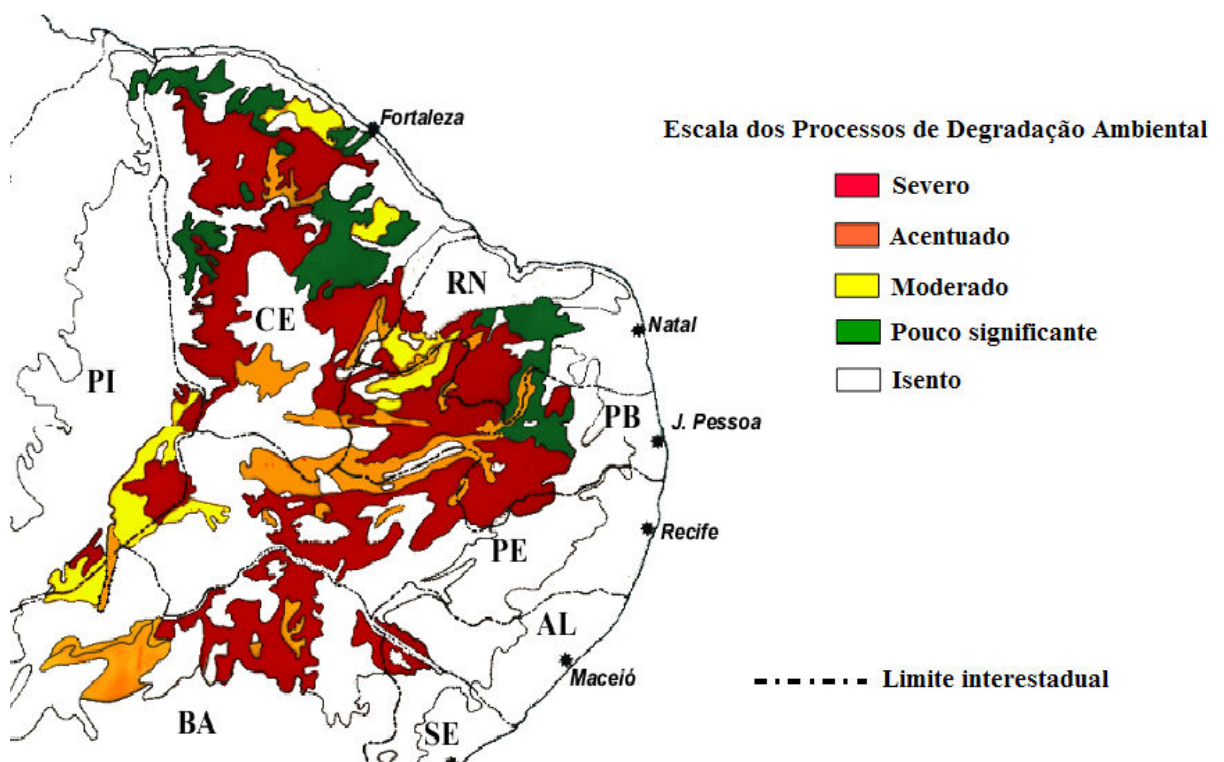 Fortaleza
Escala dos Processos de Degradação Ambiental
Severo
Acentuado
Moderado
Pouco significante
Isento
RN
Natal
CE
PI
PB
J. Pessoa
PE
Recife
AL
Maceió
Limite interestadual
BA
SE